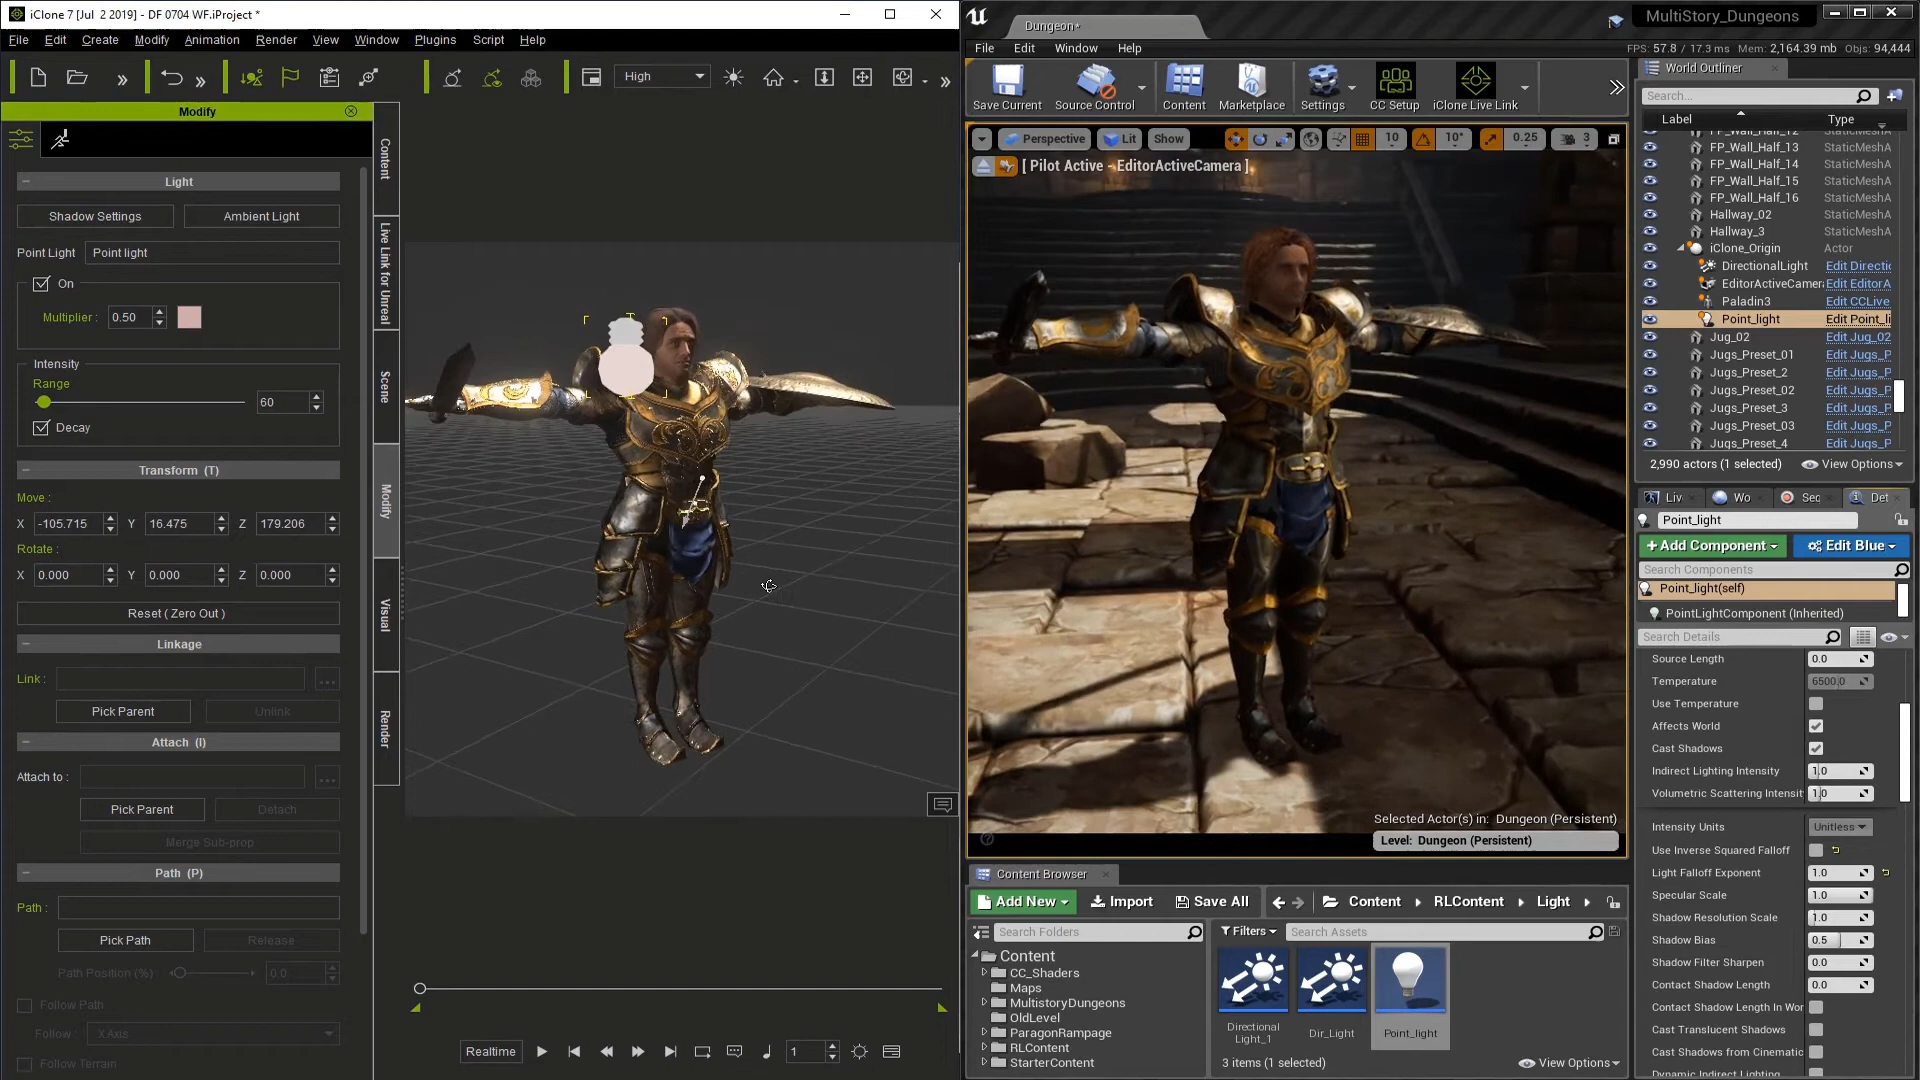 iClone 7 [Jul 2 2019] - DF 0704 WF.iProject *
File Edit Create Modify Animation Render View Window Plugins Script Help
High
Modify
Light
Shadow Settings Ambient Light
Point Light Point light
On
Multiplier : 0.50
Intensity
Range
60
Decay
Transform (T)
Move :
X -105.715 Y 16.475 Z 179.206
Rotate :
X 0.000 Y 0.000 Z 0.000
Reset ( Zero Out )
Linkage
Link :
Pick Parent Unlink
Attach (I)
Attach to :
Pick Parent Detach
Merge Sub-prop
Path (P)
Path :
Pick Path Release
Path Position (%) 0.0
Follow Path
Follow : X Axis
Follow Terrain
Content
Live Link for Unreal
Scene
Modify
Visual
Render
Realtime 1
Dungeon*
MultiStory_Dungeons
File Edit Window Help
FPS: 57.8 / 17.3 ms Mem: 2,164.39 mb Objs: 94,444
Save Current Source Control Content Marketplace Settings CC Setup iClone Live Link
Perspective Lit Show 10 10° 0.25 3
[ Pilot Active - EditorActiveCamera ]
Selected Actor(s) in: Dungeon (Persistent)
Level: Dungeon (Persistent)
Content Browser
Add New Import Save All Content RLContent Light
Search Folders
Filters Search Assets
Content
CC_Shaders
Maps
MultistoryDungeons
OldLevel
ParagonRampage
RLContent
StarterContent
Directional Light_1
Dir_Light
Point_light
3 items (1 selected) View Options
World Outliner
Search...
Label Type
FP_Wall_Half_12 StaticMeshA
FP_Wall_Half_13 StaticMeshA
FP_Wall_Half_14 StaticMeshA
FP_Wall_Half_15 StaticMeshA
FP_Wall_Half_16 StaticMeshA
Hallway_02 StaticMeshA
Hallway_3 StaticMeshA
iClone_Origin Actor
DirectionalLight Edit Directic
EditorActiveCamera Edit EditorA
Paladin3 Edit CCLive
Point_light Edit Point_li
Jug_02 Edit Jug_02
Jugs_Preset_01 Edit Jugs_P
Jugs_Preset_2 Edit Jugs_P
Jugs_Preset_02 Edit Jugs_P
Jugs_Preset_3 Edit Jugs_P
Jugs_Preset_03 Edit Jugs_P
Jugs_Preset_4 Edit Jugs_P
2,990 actors (1 selected) View Options
Liv Wo Sec Det
Point_light
+ Add Component Edit Blue
Search Components
Point_light(self)
PointLightComponent (Inherited)
Search Details
Source Length 0.0
Temperature 6500.0
Use Temperature
Affects World
Cast Shadows
Indirect Lighting Intensity 1.0
Volumetric Scattering Intensit 1.0
Intensity Units Unitless
Use Inverse Squared Falloff
Light Falloff Exponent 1.0
Specular Scale 1.0
Shadow Resolution Scale 1.0
Shadow Bias 0.5
Shadow Filter Sharpen 0.0
Contact Shadow Length 0.0
Contact Shadow Length In Wor
Cast Translucent Shadows
Cast Shadows from Cinematic
Dynamic Indirect Lighting